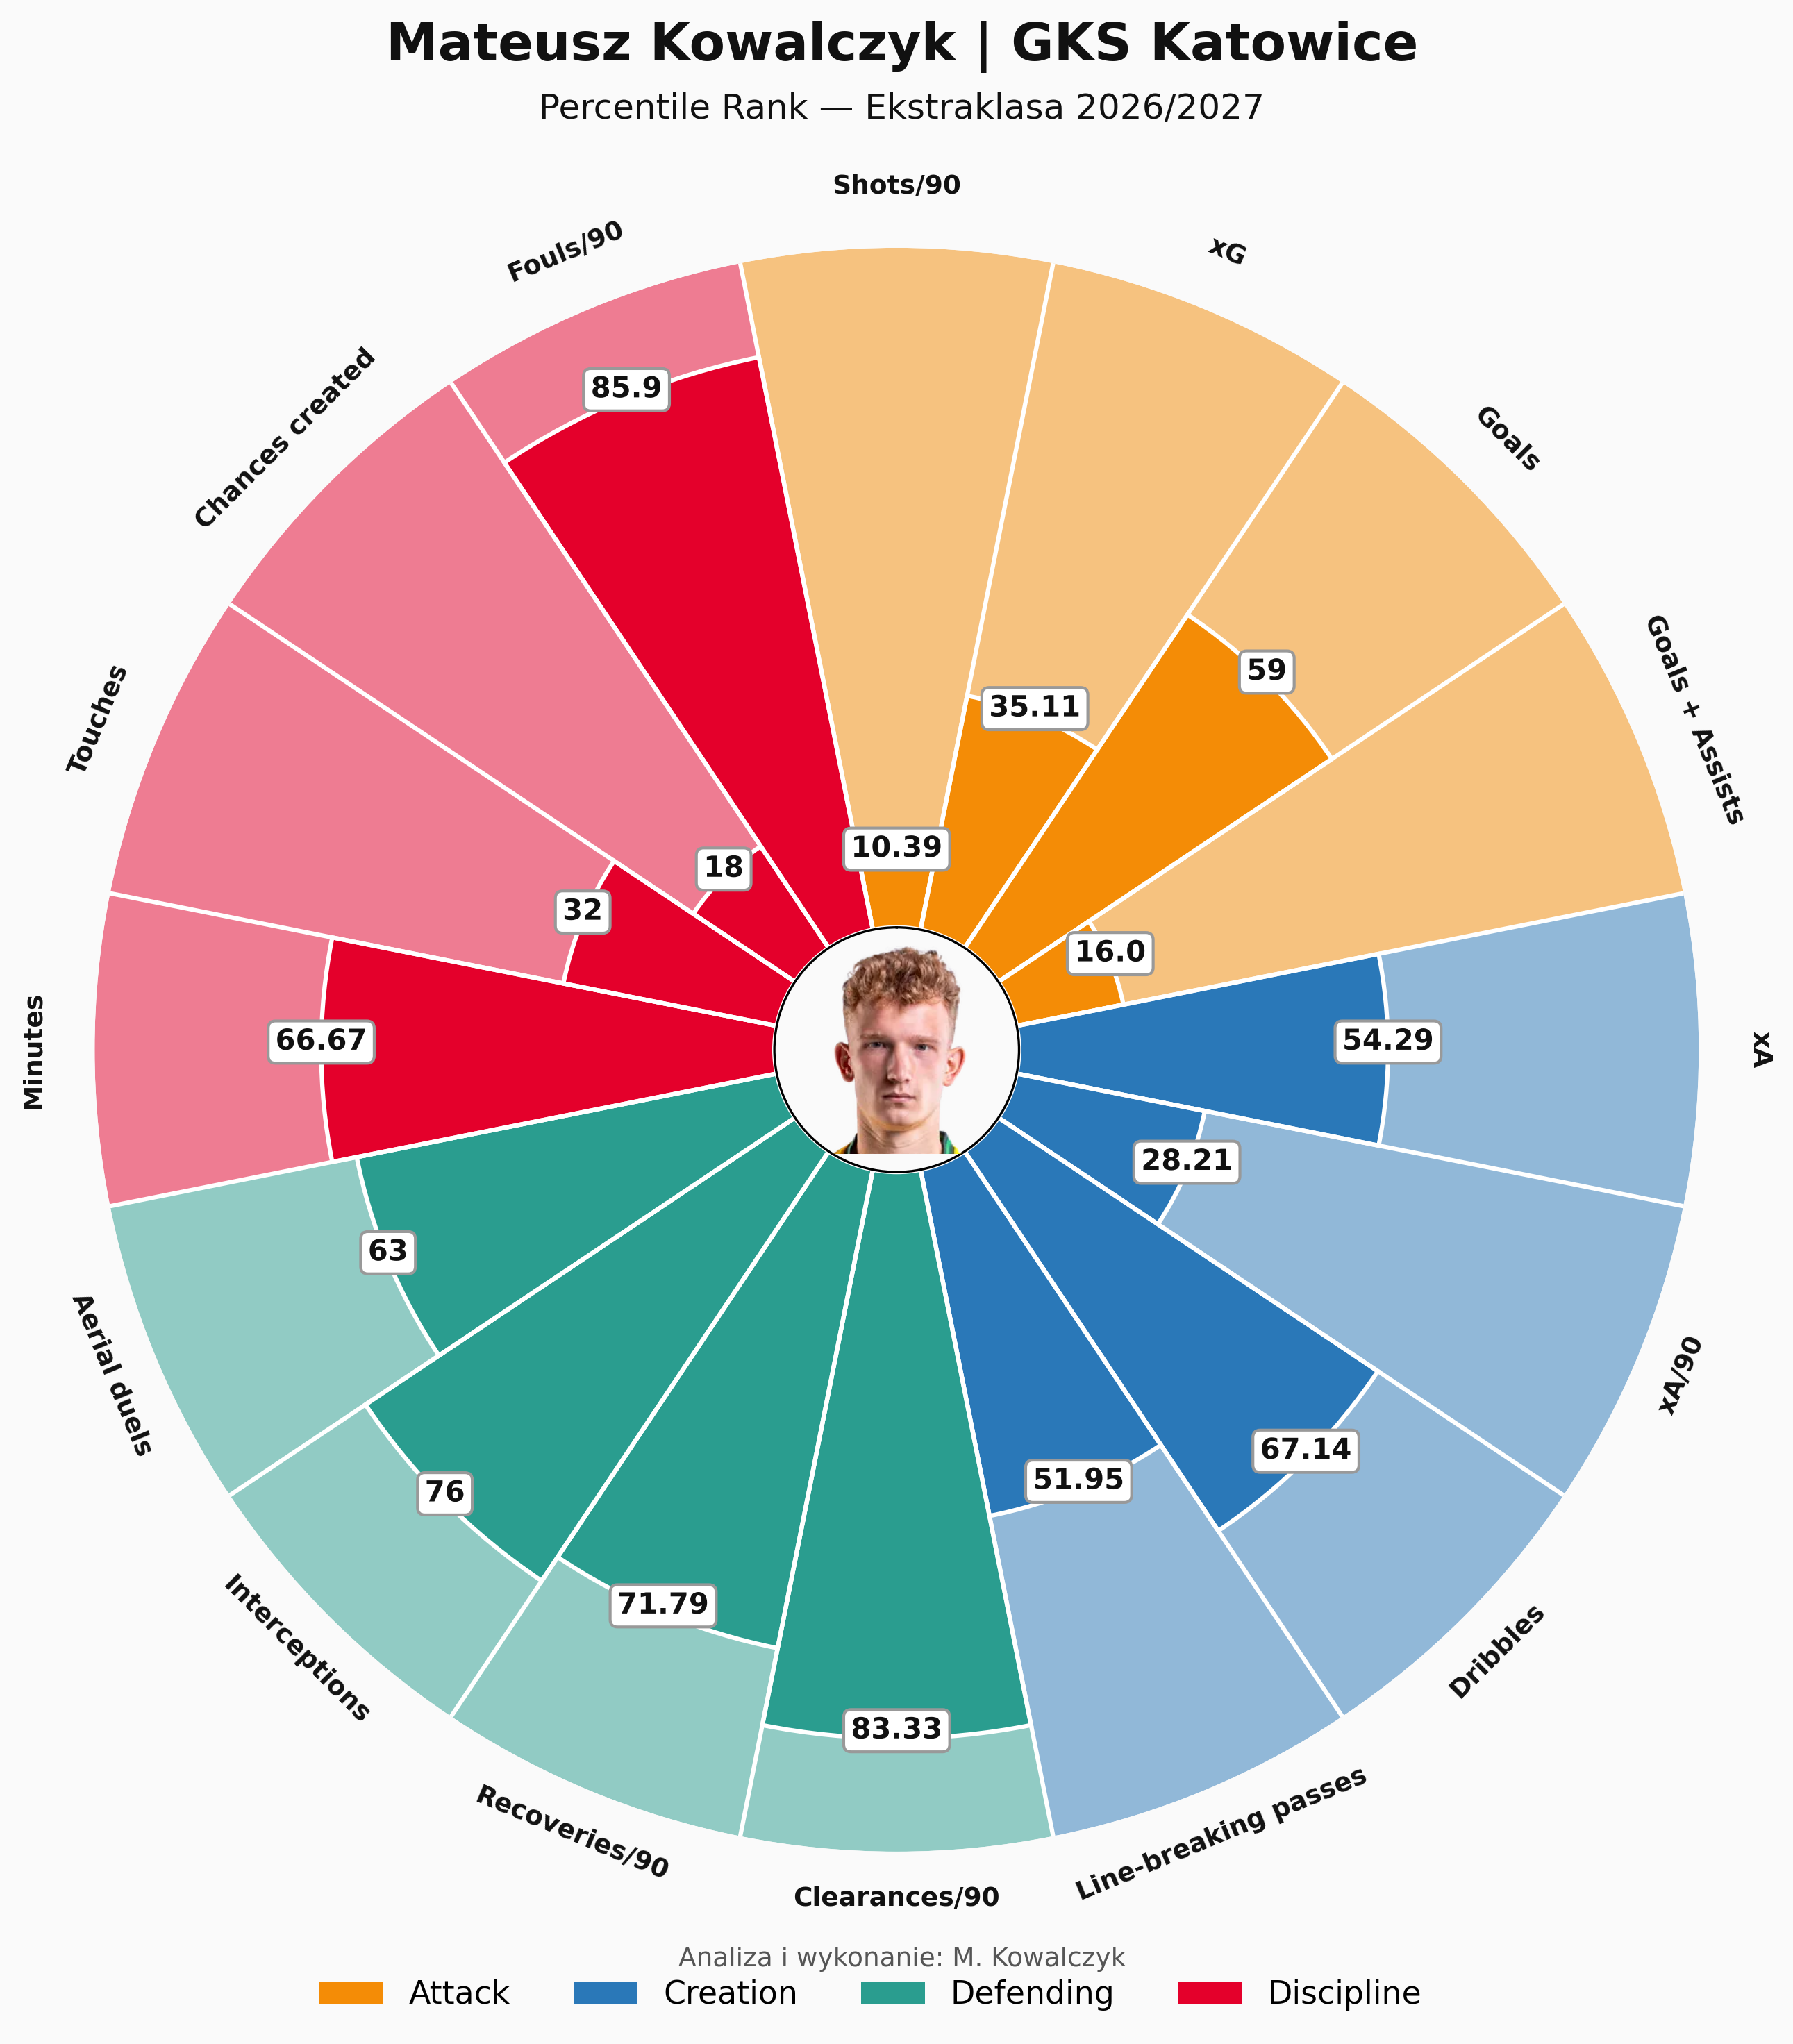 Mateusz Kowalczyk | GKS Katowice
Percentile Rank — Ekstraklasa 2026/2027
Shots/90
xG
Goals
Goals + Assists
xA
xA/90
Dribbles
Line-breaking passes
Clearances/90
Recoveries/90
Interceptions
Aerial duels
Minutes
Touches
Chances created
Fouls/90
10.39
35.11
59
16.0
54.29
28.21
67.14
51.95
83.33
71.79
76
63
66.67
32
18
85.9
Analiza i wykonanie: M. Kowalczyk
Attack
Creation
Defending
Discipline